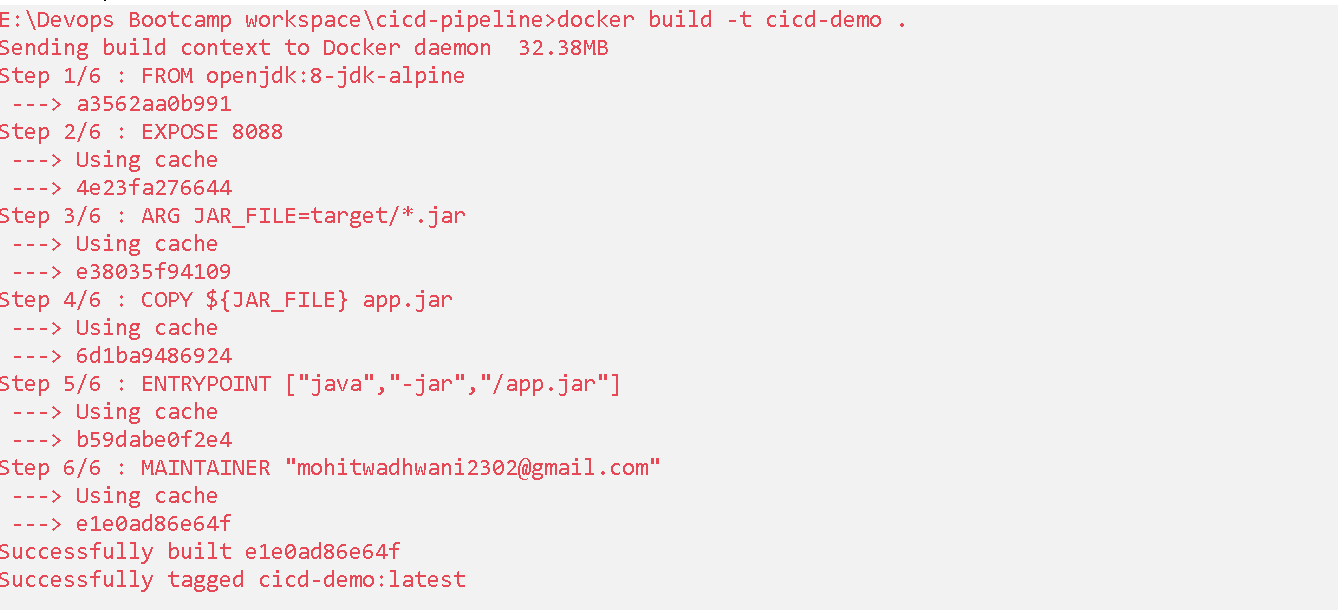 E:\Devops Bootcamp workspace\cicd-pipeline>docker build -t cicd-demo .
Sending build context to Docker daemon  32.38MB
Step 1/6 : FROM openjdk:8-jdk-alpine
 ---> a3562aa0b991
Step 2/6 : EXPOSE 8088
 ---> Using cache
 ---> 4e23fa276644
Step 3/6 : ARG JAR_FILE=target/*.jar
 ---> Using cache
 ---> e38035f94109
Step 4/6 : COPY ${JAR_FILE} app.jar
 ---> Using cache
 ---> 6d1ba9486924
Step 5/6 : ENTRYPOINT ["java","-jar","/app.jar"]
 ---> Using cache
 ---> b59dabe0f2e4
Step 6/6 : MAINTAINER "mohitwadhwani2302@gmail.com"
 ---> Using cache
 ---> e1e0ad86e64f
Successfully built e1e0ad86e64f
Successfully tagged cicd-demo:latest